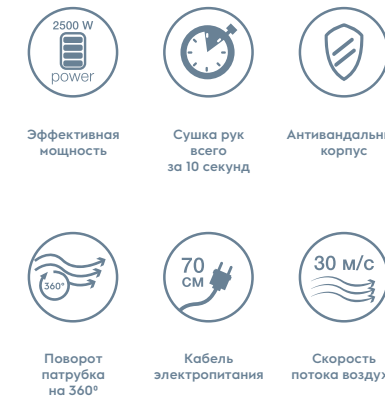 2500 W
power
Эффективная
мощность
Сушка рук
всего
за 10 секунд
Антивандальн
корпус
360°
Поворот
патрубка
на 360°
70
СМ
Кабель
электропитания
30 м/с
Скорость
потока воздух